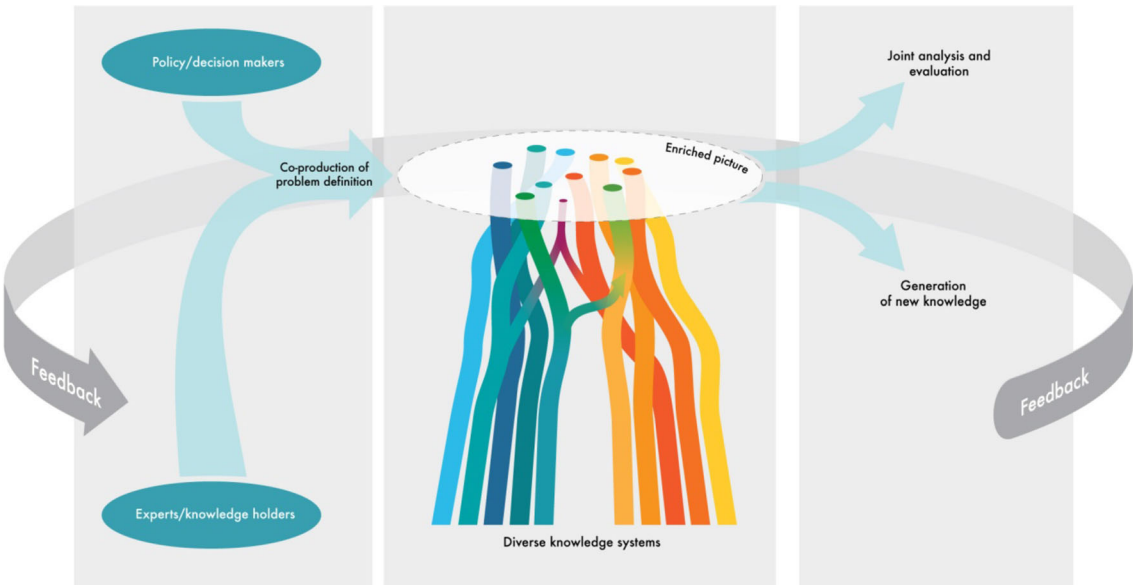 Policy/decision makers
Co-production of
problem definition
Experts/knowledge holders
Feedback
Enriched picture
Diverse knowledge systems
Joint analysis and
evaluation
Generation
of new knowledge
Feedback